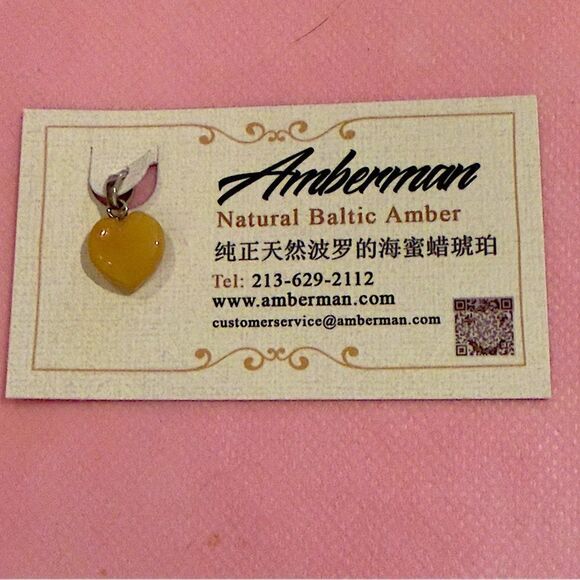 Amberman
Natural Baltic Amber
纯正天然波罗的海蜜蜡琥珀
Tel: 213-629-2112
www.amberman.com
customerservice@amberman.com